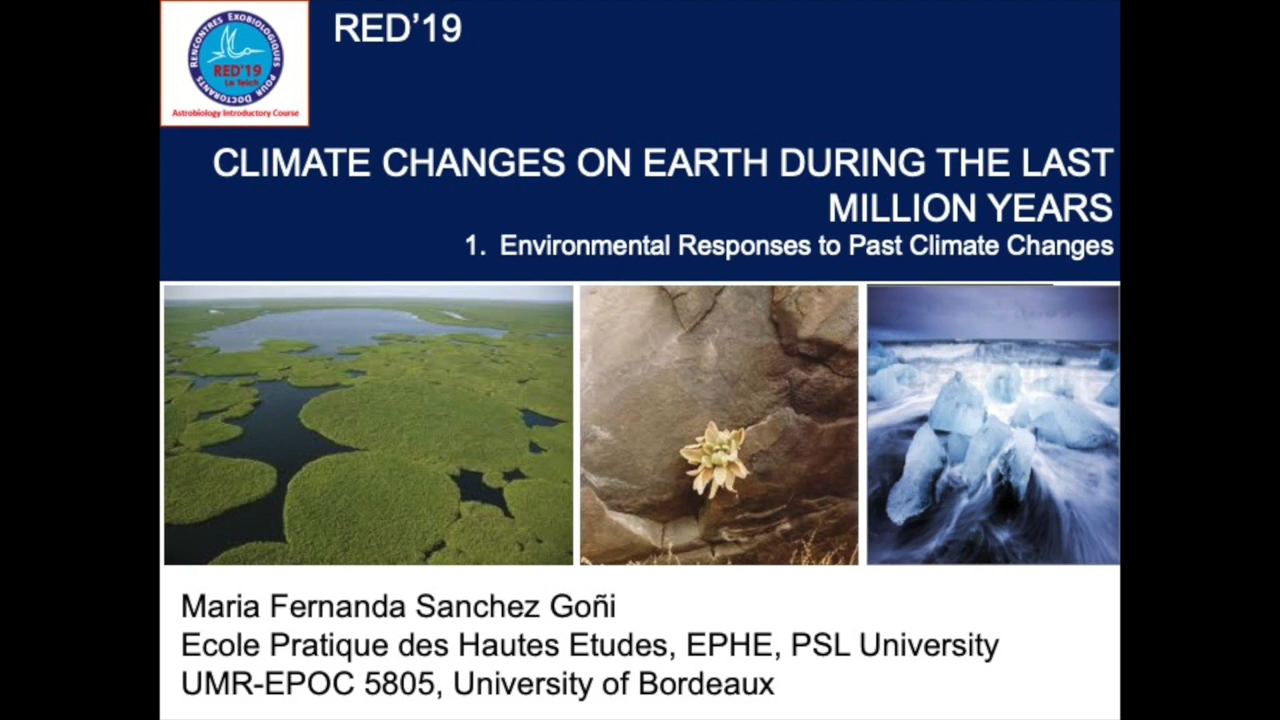 RENCONTRES EXOBIOLOGIQUES POUR DOCTORANTS
RED'19
Le Teich
Astrobiology Introductory Course
RED’19
CLIMATE CHANGES ON EARTH DURING THE LAST
MILLION YEARS
1. Environmental Responses to Past Climate Changes
Maria Fernanda Sanchez Goñi
Ecole Pratique des Hautes Etudes, EPHE, PSL University
UMR-EPOC 5805, University of Bordeaux